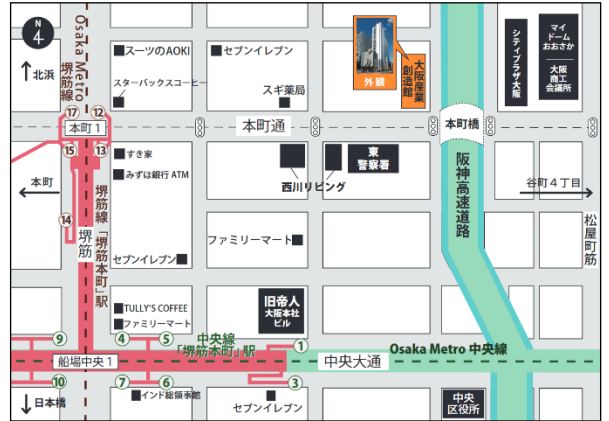 N
4
北浜
Osaka Metro
堺筋線
スーツのAOKI
セブンイレブン
スターバックスコーヒー
スギ薬局
外観
大阪産業
創造館
シティプラザ大阪
マイ
ドーム
おおさか
大阪
商工
会議所
17
12
本町1
本町通
本町橋
15
13
すき家
みずほ銀行 ATM
西川リビング
東
警察署
阪神高速道路
本町
谷町4丁目
松屋町筋
14
堺筋
堺筋線「堺筋本町」駅
ファミリーマート
セブンイレブン
TULLY'S COFFEE
ファミリーマート
旧帝人
大阪本社
ビル
9
4
5
中央線
「堺筋本町」駅
1
船場中央1
中央大通
Osaka Metro 中央線
10
7
6
3
日本橋
インド総領事館
セブンイレブン
中央
区役所